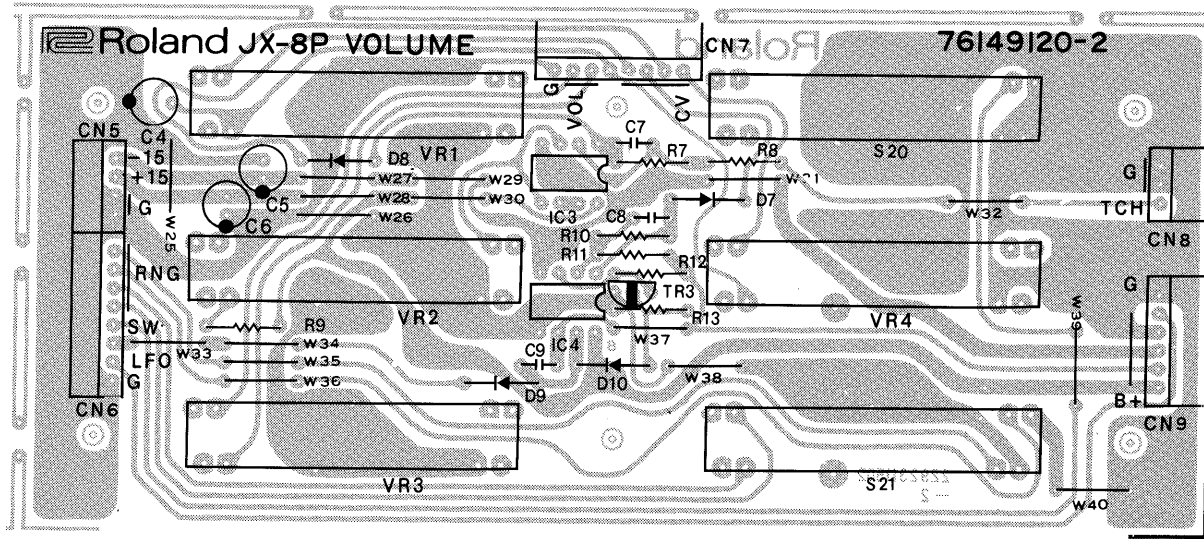 Roland JX-8P VOLUME
76149120-2
Roland
CN7
G
VOL
CV
C4
CN5
-15
+15
G
W25
C5
C6
D8
VR1
W27
W29
W28
W30
W26
C7
R7
R8
S20
D7
IC3
C8
R10
R11
R12
TR3
R13
W32
G
TCH
CN8
RNG
SW
LFO
G
CN6
W33
R9
W34
W35
W36
VR2
C9
IC4
W37
D10
D9
W38
VR4
W39
G
B+
CN9
VR3
S21
W40